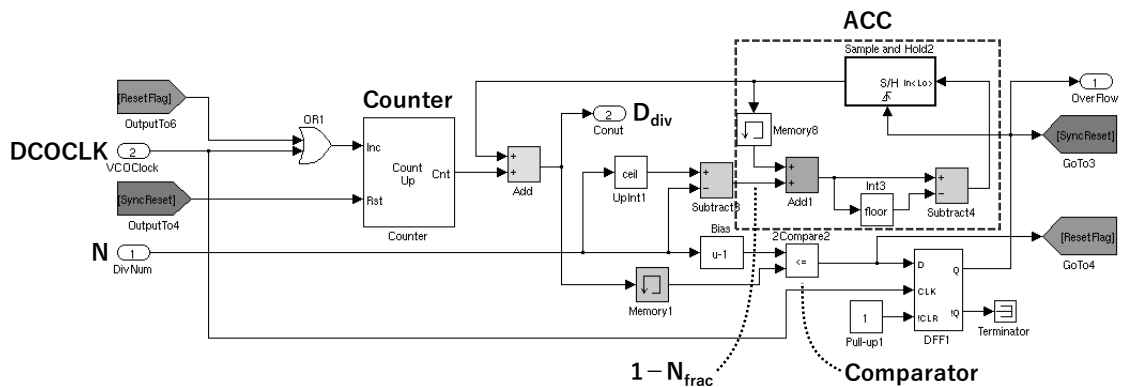 ACC
Sample and Hold2
S/H
In<Lo>
[ResetFlag]
OutputTo6
Counter
OR1
DCOCLK
2
VCOClock
Inc
Count
Up
Cnt
Rst
Counter
[SyncReset]
OutputTo4
N
1
DivNum
+
+
Add
2
Conut
D_div
ceil
UpInt1
+
−
Subtract3
Memory8
+
+
Add1
Int3
floor
+
−
Subtract4
1
OverFlow
[SyncReset]
GoTo3
Bias
u-1
2Compare2
<=
Memory1
[ResetFlag]
GoTo4
D
Q
CLK
!CLR
!Q
DFF1
1
Pull-up1
Terminator
1−N_frac
Comparator